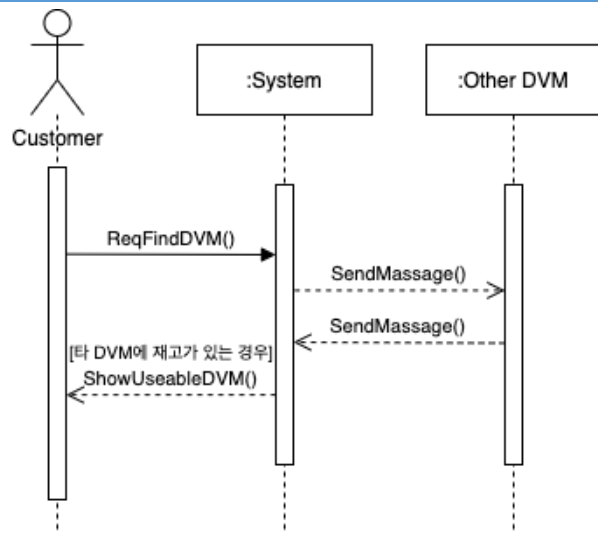 :System
:Other DVM
Customer
ReqFindDVM()
SendMassage()
SendMassage()
[타 DVM에 재고가 있는 경우]
ShowUseableDVM()